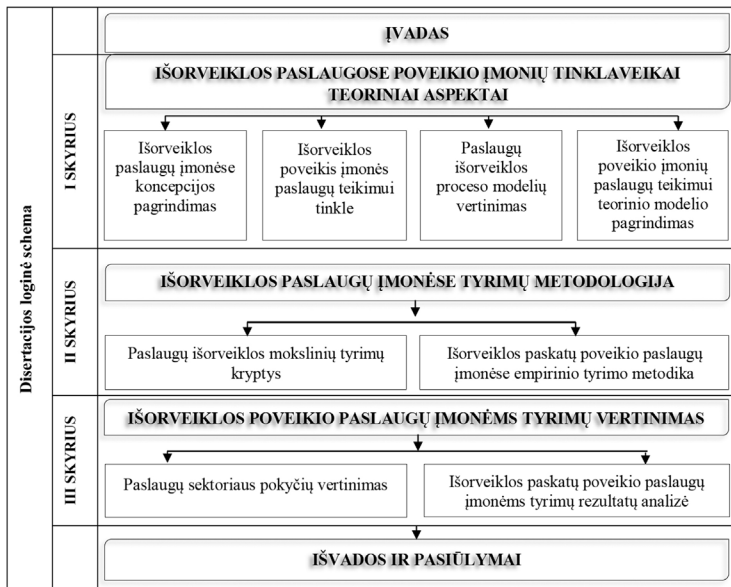 Disertacijos loginė schema
ĮVADAS
I SKYRIUS
IŠORVEIKLOS PASLAUGOSE POVEIKIO ĮMONIŲ TINKLAVEIKAI
TEORINIAI ASPEKTAI
Išorveiklos
paslaugų įmonėse
koncepcijos
pagrindimas
Išorveiklos
poveikis įmonės
paslaugų teikimui
tinkle
Paslaugų
išorveiklos
proceso modelių
vertinimas
Išorveiklos
poveikio įmonių
paslaugų teikimui
teorinio modelio
pagrindimas
II SKYRIUS
IŠORVEIKLOS PASLAUGŲ ĮMONĖSE TYRIMŲ METODOLOGIJA
Paslaugų išorveiklos mokslinių tyrimų
kryptys
Išorveiklos paskatų poveikio paslaugų
įmonėse empirinio tyrimo metodika
III SKYRIUS
IŠORVEIKLOS POVEIKIO PASLAUGŲ ĮMONĖMS TYRIMŲ VERTINIMAS
Paslaugų sektoriaus pokyčių vertinimas
Išorveiklos paskatų poveikio paslaugų
įmonėms tyrimų rezultatų analizė
IŠVADOS IR PASIŪLYMAI